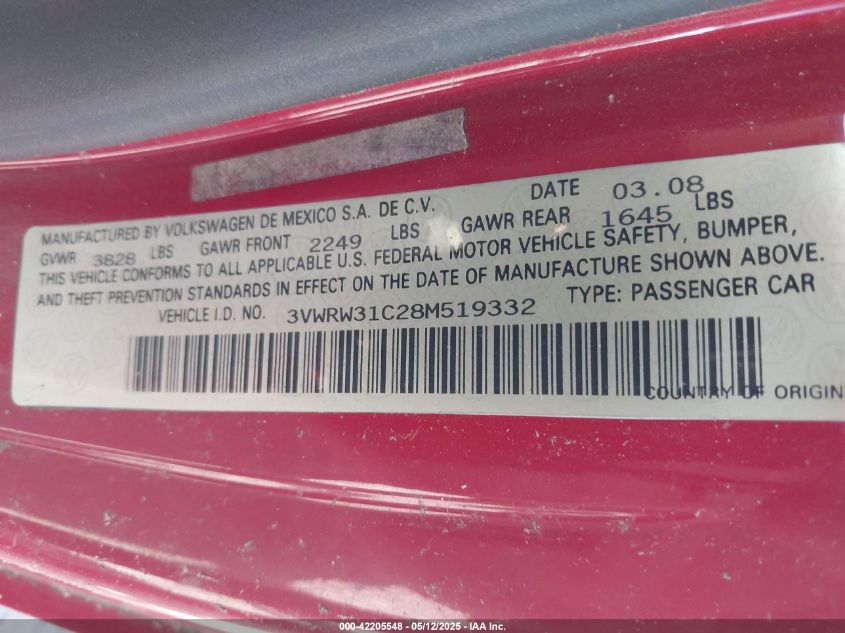 DATE 03.08
MANUFACTURED BY VOLKSWAGEN DE MEXICO S.A. DE C.V.
GVWR 3828 LBS GAWR FRONT 2249 LBS GAWR REAR 1645 LBS
THIS VEHICLE CONFORMS TO ALL APPLICABLE U.S. FEDERAL MOTOR VEHICLE SAFETY, BUMPER,
AND THEFT PREVENTION STANDARDS IN EFFECT ON THE DATE OF MANUFACTURE SHOWN ABOVE.
VEHICLE I.D. NO. 3VWRW31C28M519332 TYPE: PASSENGER CAR
COUNTRY OF ORIGIN
000-42205548 - 05/12/2025 - IAA Inc.